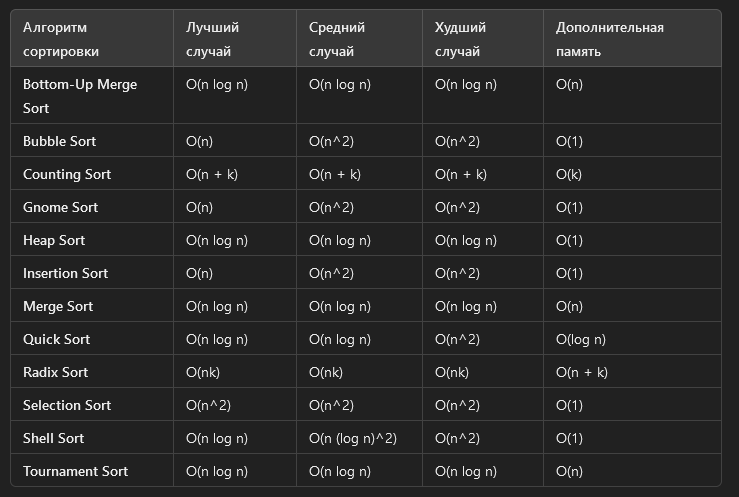 Алгоритм сортировки Лучший случай Средний случай Худший случай Дополнительная память
Bottom-Up Merge Sort O(n log n) O(n log n) O(n log n) O(n)
Bubble Sort O(n) O(n^2) O(n^2) O(1)
Counting Sort O(n + k) O(n + k) O(n + k) O(k)
Gnome Sort O(n) O(n^2) O(n^2) O(1)
Heap Sort O(n log n) O(n log n) O(n log n) O(1)
Insertion Sort O(n) O(n^2) O(n^2) O(1)
Merge Sort O(n log n) O(n log n) O(n log n) O(n)
Quick Sort O(n log n) O(n log n) O(n^2) O(log n)
Radix Sort O(nk) O(nk) O(nk) O(n + k)
Selection Sort O(n^2) O(n^2) O(n^2) O(1)
Shell Sort O(n log n) O(n (log n)^2) O(n^2) O(1)
Tournament Sort O(n log n) O(n log n) O(n log n) O(n)